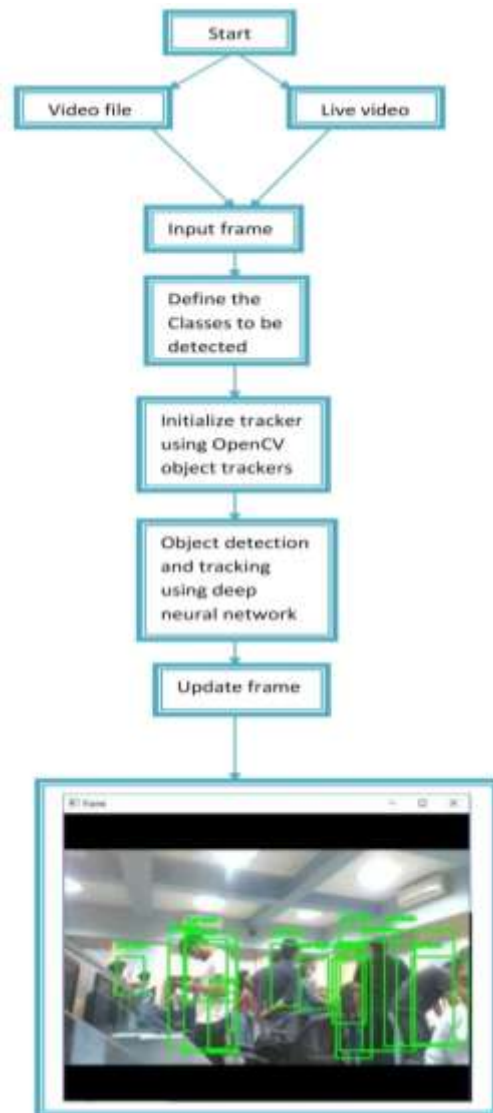 Start
Video file
Live video
Input frame
Define the
Classes to be
detected
Initialize tracker
using OpenCV
object trackers
Object detection
and tracking
using deep
neural network
Update frame
Frame